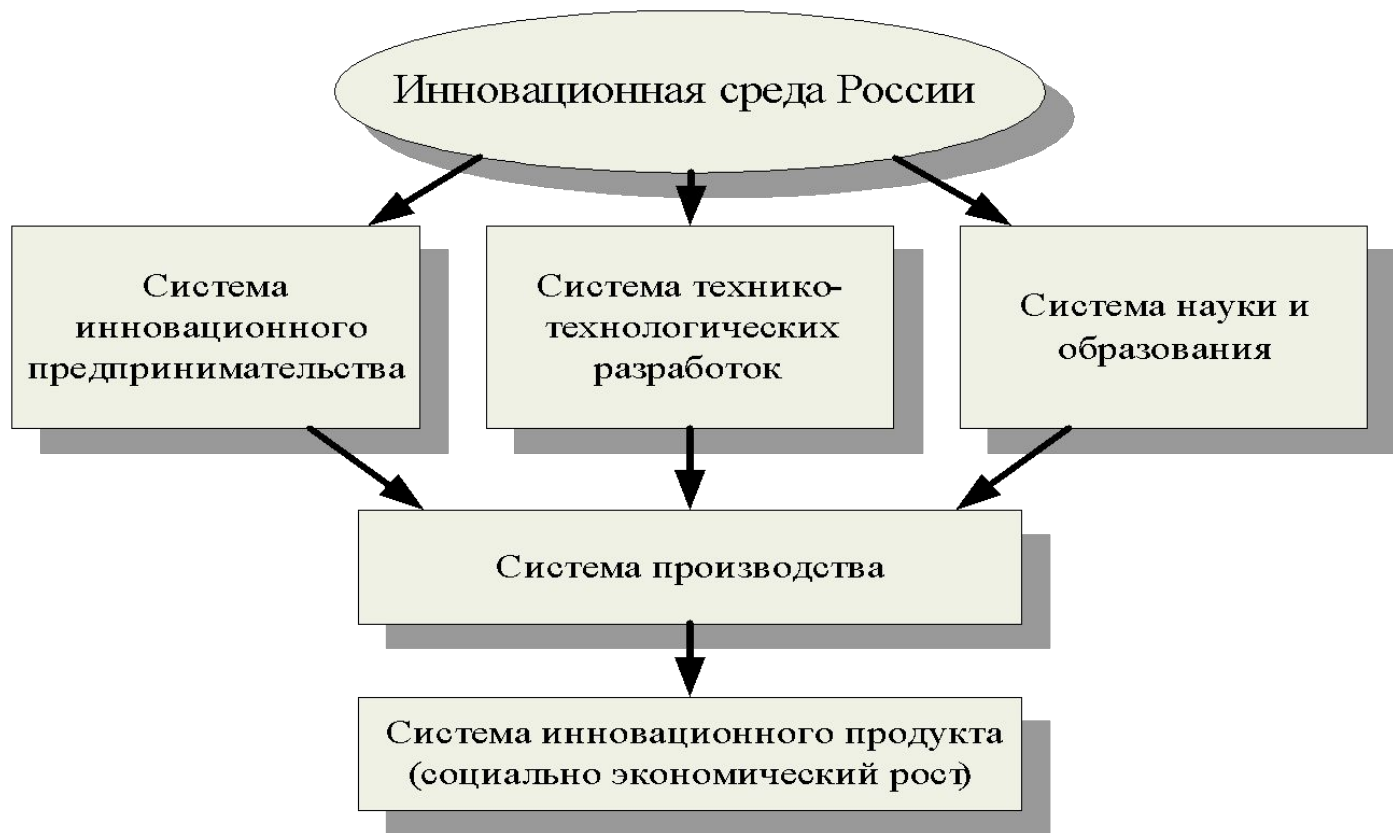 Инновационная среда России
Система
инновационного
предпринимательства
Система технико-
технологических
разработок
Система науки и
образования
Система производства
Система инновационного продукта
(социально экономический рост)